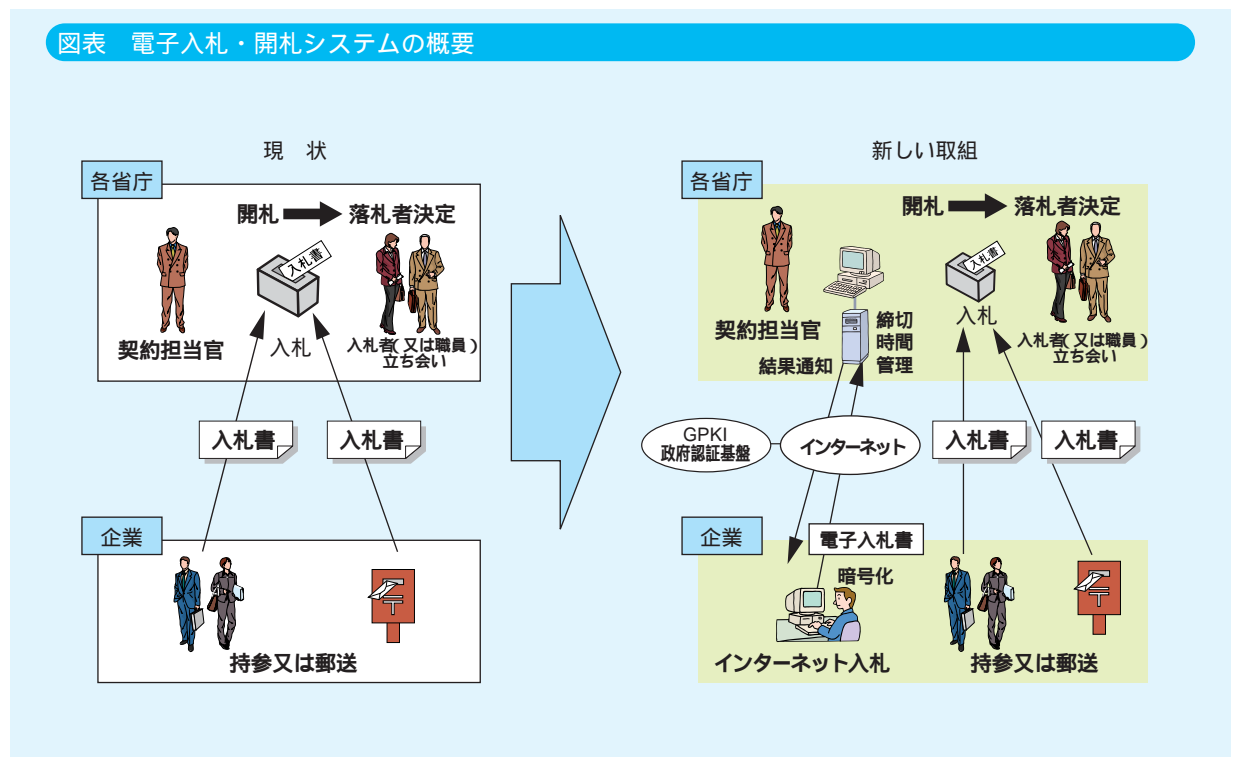 図表　電子入札・開札システムの概要
現　状
各省庁
開札 落札者決定
入札書
契約担当官
入札
入札者(又は職員)
立ち会い
入札書
入札書
企業
持参又は郵送
新しい取組
各省庁
開札 落札者決定
入札書
契約担当官
締切
時間
管理
結果通知
入札
入札者(又は職員)
立ち会い
GPKI
政府認証基盤
インターネット
入札書
入札書
企業
電子入札書
暗号化
インターネット入札
持参又は郵送